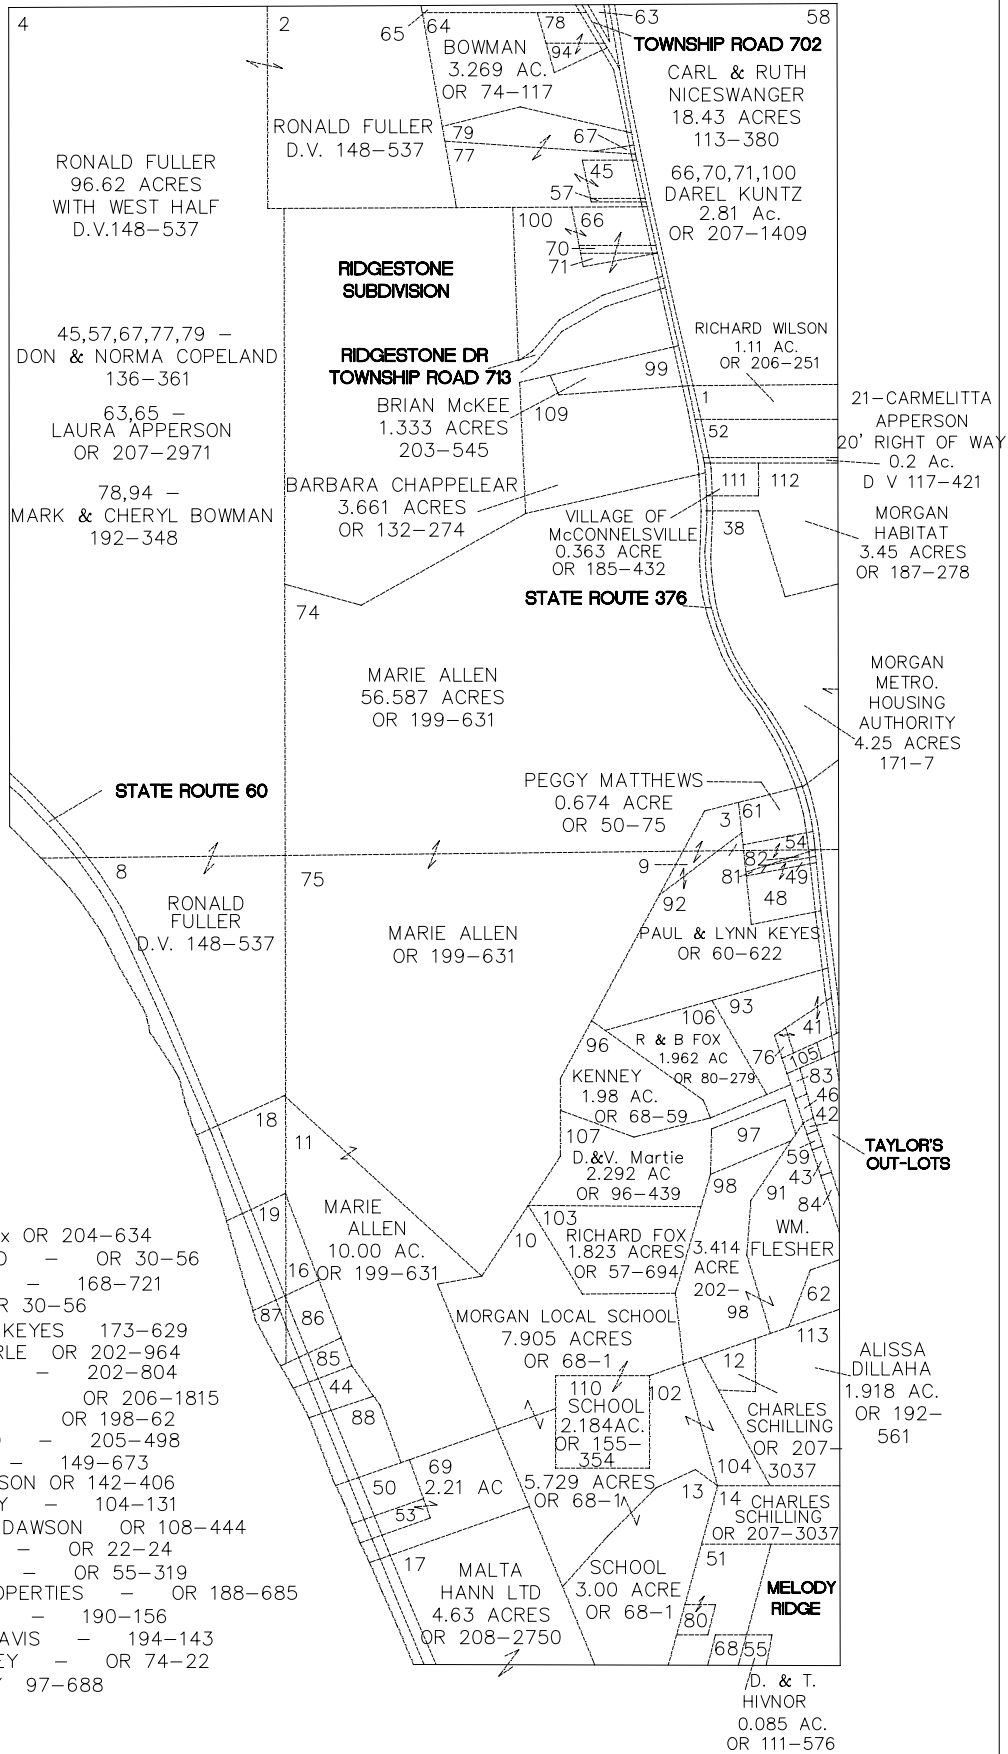 4
2
65
64
78
63
58
94
TOWNSHIP ROAD 702
BOWMAN
3.269 AC.
OR 74-117
CARL & RUTH
NICESWANGER
18.43 ACRES
113-380
RONALD FULLER
D.V. 148-537
79
77
67
45
57
RONALD FULLER
96.62 ACRES
WITH WEST HALF
D.V.148-537
66,70,71,100
DAREL KUNTZ
2.81 Ac.
OR 207-1409
100
66
70
71
RIDGESTONE
SUBDIVISION
45,57,67,77,79 -
DON & NORMA COPELAND
136-361
63,65 -
LAURA APPERSON
OR 207-2971
78,94 -
MARK & CHERYL BOWMAN
192-348
RIDGESTONE DR
TOWNSHIP ROAD 713
RICHARD WILSON
1.11 AC.
OR 206-251
99
109
1
52
BRIAN McKEE
1.333 ACRES
203-545
21-CARMELITTA
APPERSON
20' RIGHT OF WAY
0.2 Ac.
D V 117-421
BARBARA CHAPPELEAR
3.661 ACRES
OR 132-274
111
112
38
VILLAGE OF
McCONNELSVILLE
0.363 ACRE
OR 185-432
MORGAN
HABITAT
3.45 ACRES
OR 187-278
STATE ROUTE 376
74
MARIE ALLEN
56.587 ACRES
OR 199-631
MORGAN
METRO.
HOUSING
AUTHORITY
4.25 ACRES
171-7
STATE ROUTE 60
PEGGY MATTHEWS
0.674 ACRE
OR 50-75
3
61
54
82
9
81
49
48
8
75
92
RONALD
FULLER
D.V. 148-537
MARIE ALLEN
OR 199-631
PAUL & LYNN KEYES
OR 60-622
93
106
41
96
R & B FOX
1.962 AC
OR 80-279
76
105
83
46
42
KENNEY
1.98 AC.
OR 68-59
18
11
107
97
TAYLOR'S
OUT-LOTS
D.&V. Martie
2.292 AC
OR 96-439
59
43
98
91
84
19
MARIE
ALLEN
10.00 AC.
OR 199-631
10
103
RICHARD FOX
1.823 ACRES
OR 57-694
3.414
ACRE
202-
98
WM.
FLESHER
16
87
86
62
MORGAN LOCAL SCHOOL
7.905 ACRES
OR 68-1
113
85
44
88
12
ALISSA
DILLAHA
1.918 AC.
OR 192-
561
110
SCHOOL
2.184AC.
OR 155-
354
102
CHARLES
SCHILLING
OR 207-
3037
104
50
69
2.21 AC
53
5.729 ACRES
OR 68-1
13
14
CHARLES
SCHILLING
OR 207-3037
17
MALTA
HANN LTD
4.63 ACRES
OR 208-2750
SCHOOL
3.00 ACRE
OR 68-1
51
80
MELODY
RIDGE
68
55
D. & T.
HIVNOR
0.085 AC.
OR 111-576
x OR 204-634
- OR 30-56
- 168-721
30-56
KEYES 173-629
RLE OR 202-964
- 202-804
OR 206-1815
OR 198-62
- 205-498
- 149-673
SON OR 142-406
Y - 104-131
DAWSON OR 108-444
- OR 22-24
- OR 55-319
OPERTIES - OR 188-685
- 190-156
AVIS - 194-143
EY - OR 74-22
97-688